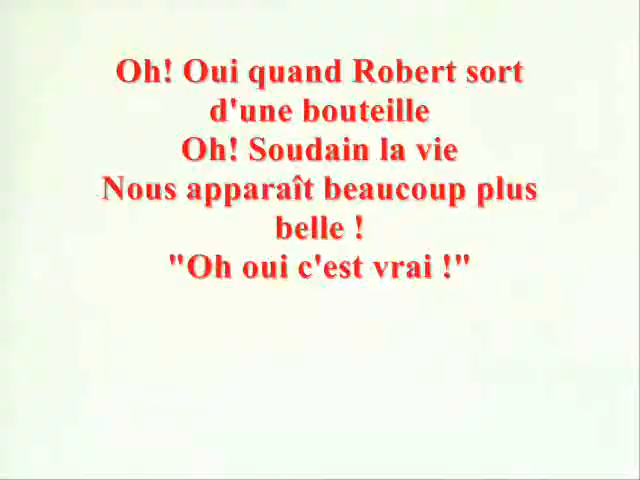 Oh! Oui quand Robert sort
d'une bouteille
Oh! Soudain la vie
Nous apparaît beaucoup plus
belle !
"Oh oui c'est vrai !"